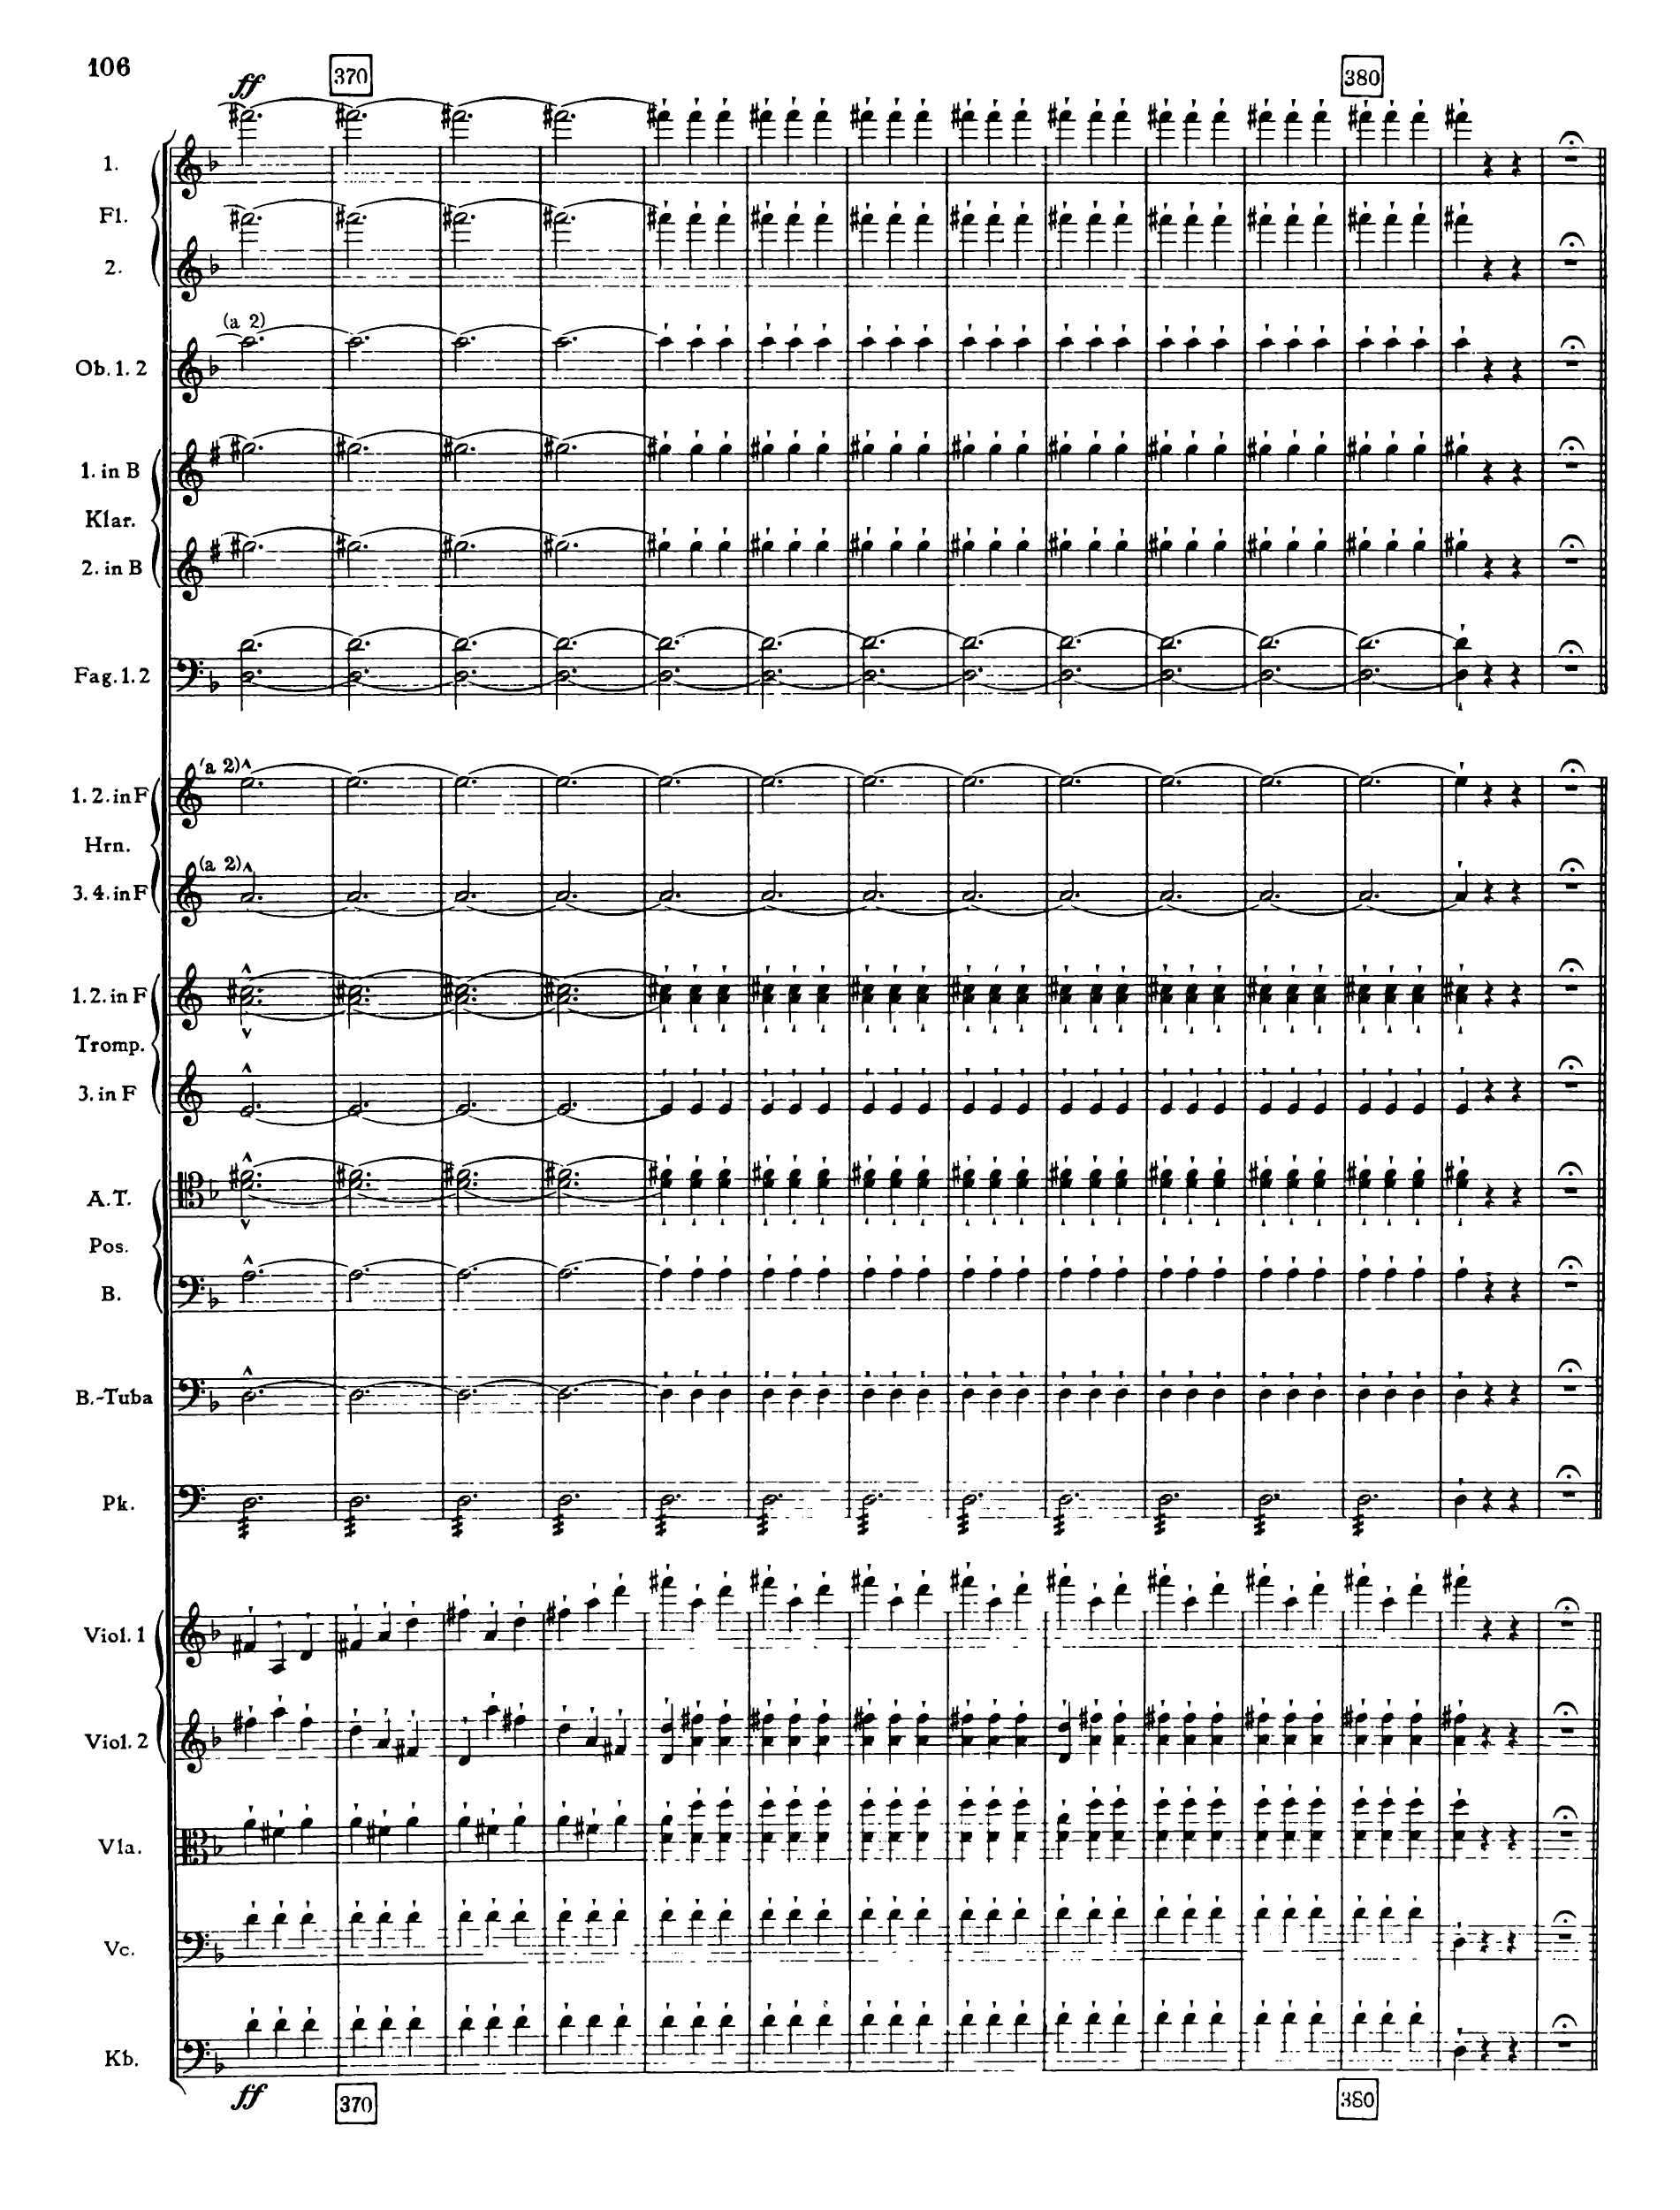 106
ff
370
380
1.
Fl.
2.
(a 2)
Ob. 1. 2
1. in B
Klar.
2. in B
Fag. 1. 2
(a 2)
1. 2. in F
Hrn.
(a 2)
3. 4. in F
1. 2. in F
Tromp.
3. in F
A. T.
Pos.
B.
B.-Tuba
Pk.
Viol. 1
Viol. 2
Vla.
Vc.
Kb.
ff
370
380